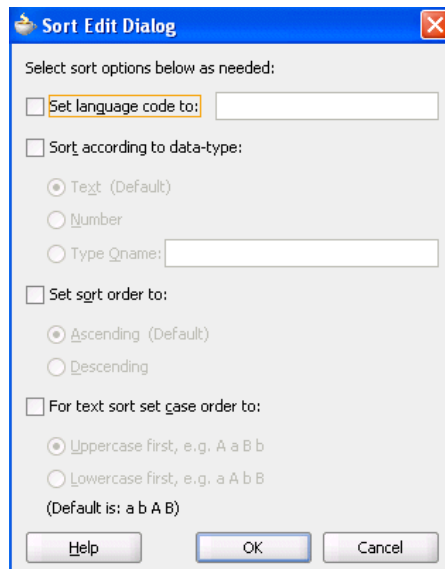 Sort Edit Dialog
Select sort options below as needed:
Set language code to:
Sort according to data-type:
Text (Default)
Number
Type Qname:
Set sort order to:
Ascending (Default)
Descending
For text sort set case order to:
Uppercase first, e.g. A a B b
Lowercase first, e.g. a A b B
(Default is: a b A B)
Help OK Cancel